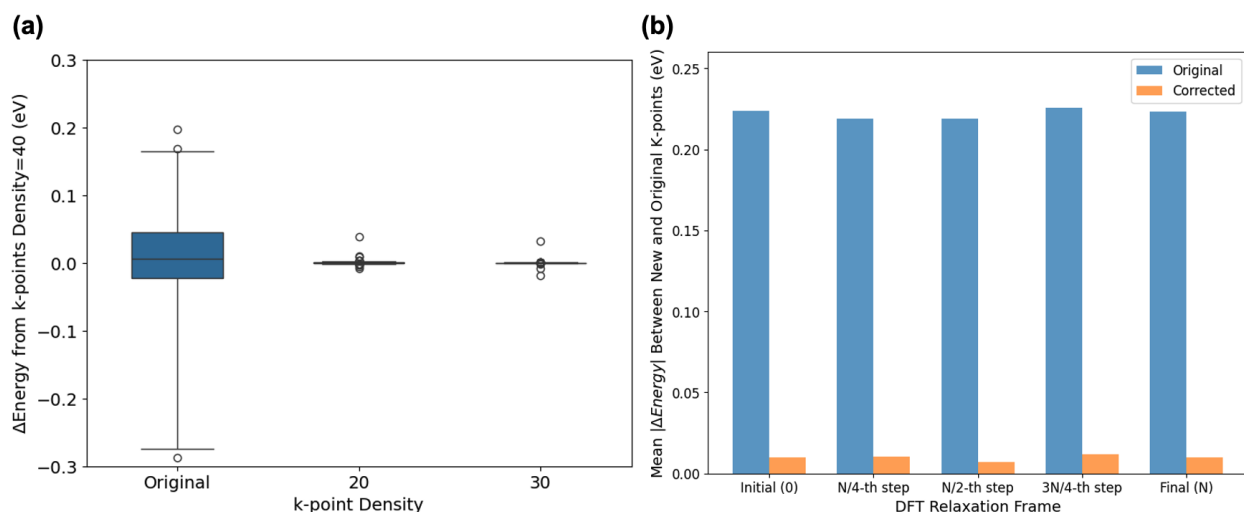 (a)
ΔEnergy from k-points Density=40 (eV)
0.3
0.2
0.1
0.0
−0.1
−0.2
−0.3
Original
20
30
k-point Density
(b)
Mean |ΔEnergy| Between New and Original K-points (eV)
0.25
0.20
0.15
0.10
0.05
0.00
Original
Corrected
Initial (0)
N/4-th step
N/2-th step
3N/4-th step
Final (N)
DFT Relaxation Frame